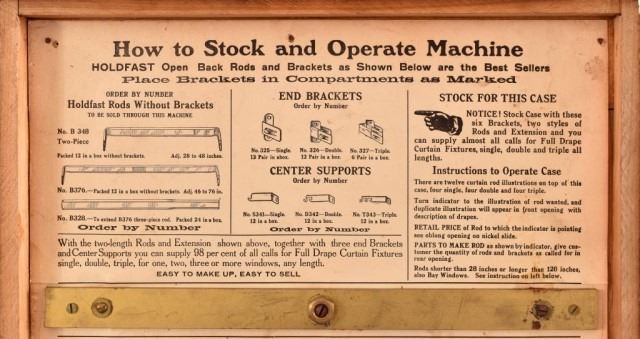 How to Stock and Operate Machine
HOLDFAST Open Back Rods and Brackets as Shown Below are the Best Sellers
Place Brackets in Compartments as Marked
ORDER BY NUMBER
Holdfast Rods Without Brackets
TO BE SOLD THROUGH THIS MACHINE
No. B 348
Two-Piece
Packed 12 in a box without brackets. Adj. 28 to 48 inches.
No. B376.—Packed 12 in a box without brackets. Adj. 46 to 76 in.
No. B328.—To extend B376 three-piece rod. Packed 24 in a box.
Order by Number
END BRACKETS
Order by Number
No. 325—Single. No. 326—Double. No. 327—Triple.
12 Pair in a box. 12 Pair in a box. 6 Pair in a box.
CENTER SUPPORTS
Order by Number
No. S341—Single. No. D342—Double. No. T343—Triple.
12 in a box. 12 in a box. 12 in a box.
Order by Number
With the two-length Rods and Extension shown above, together with three end Brackets
and Center Supports you can supply 98 per cent of all calls for Full Drape Curtain Fixtures
single, double, triple, for one, two, three or more windows, any length.
EASY TO MAKE UP, EASY TO SELL
STOCK FOR THIS CASE
NOTICE! Stock Case with these
six Brackets, two styles of
Rods and Extension and you
can supply almost all calls for Full Drape
Curtain Fixtures, single, double and triple all
lengths.
Instructions to Operate Case
There are twelve curtain rod illustrations on top of this
case, four single, four double and four triple.
Turn indicator to the illustration of rod wanted, and
duplicate illustration will appear in front opening with
description of drapes.
RETAIL PRICE of Rod to which the indicator is pointing
see oblong opening on nickel slide.
PARTS TO MAKE ROD as shown by indicator, give cus-
tomer the quantity of rods and brackets as called for in
rear opening.
Rods shorter than 28 inches or longer than 120 inches,
also Bay Windows. See instruction on left below.